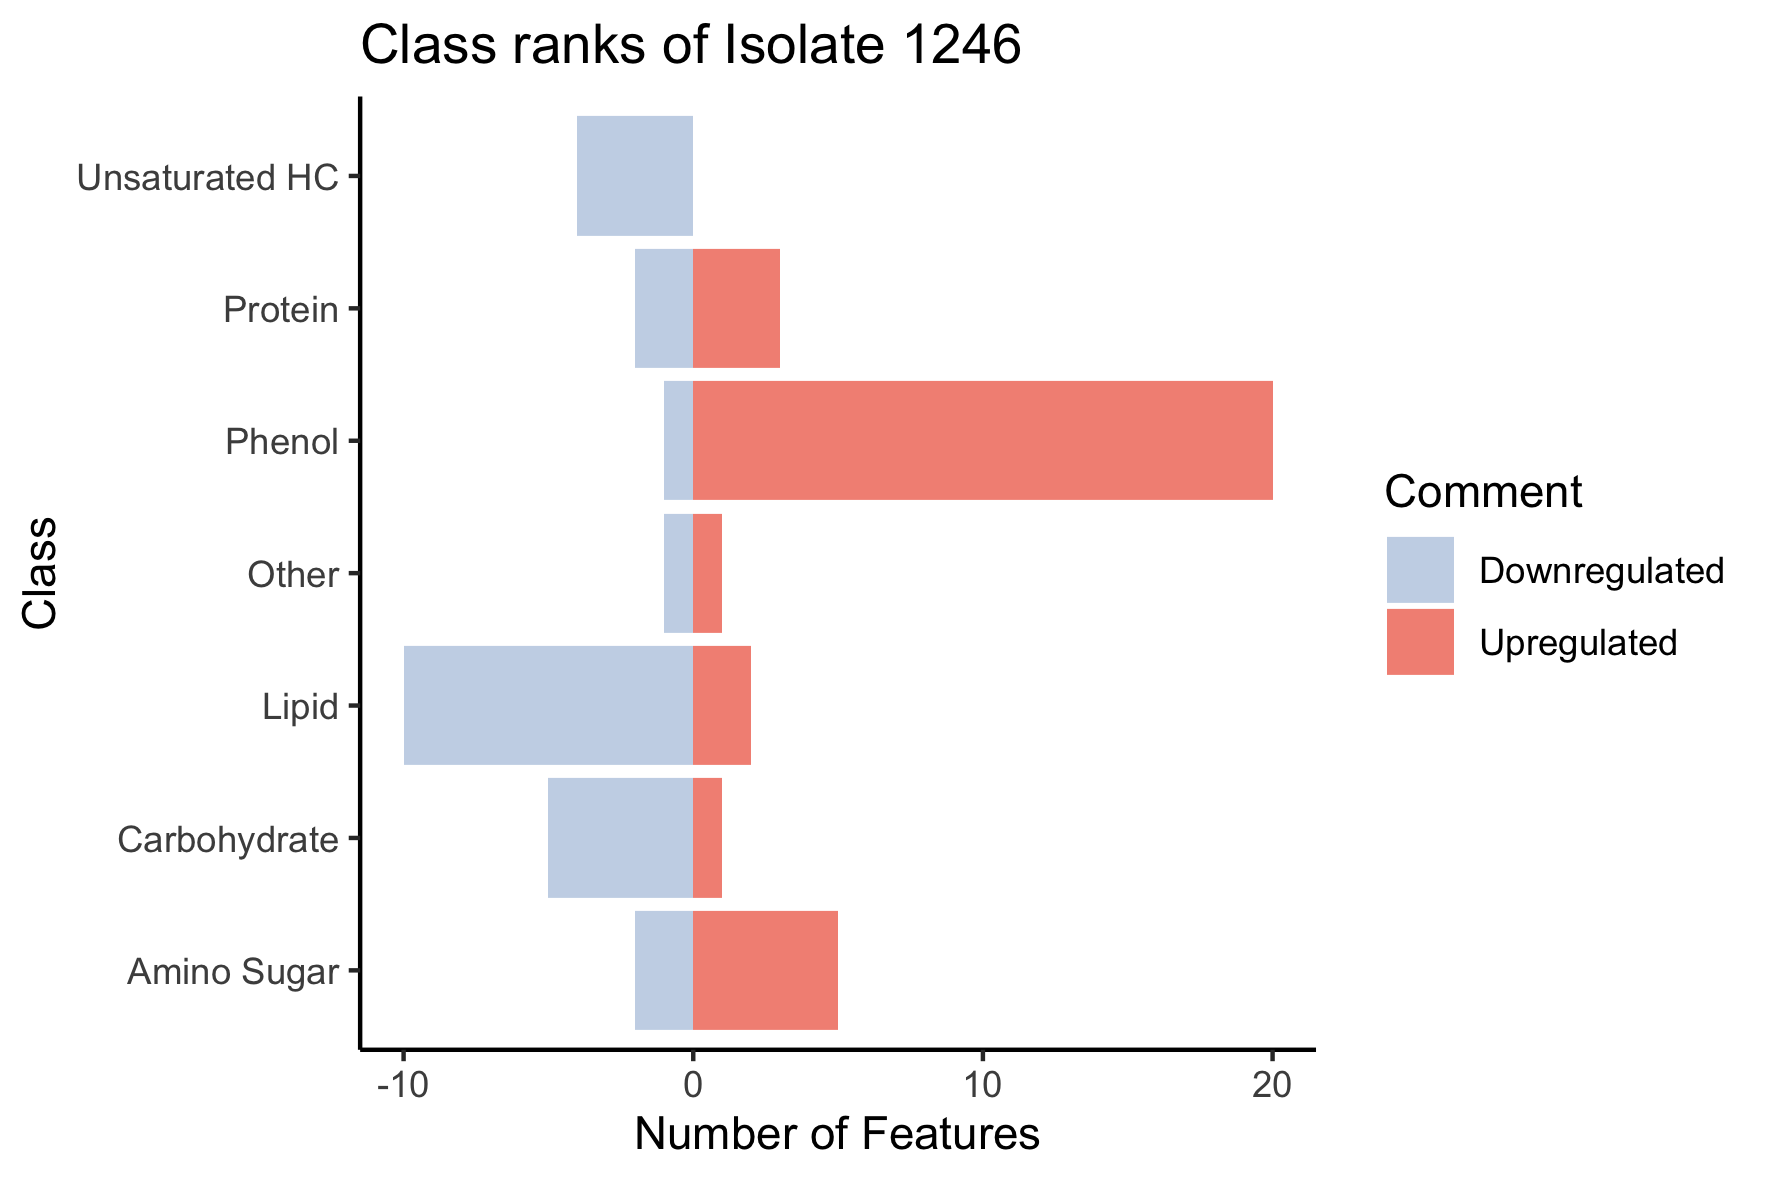 Class ranks of Isolate 1246
Unsaturated HC
Protein
Phenol
Other
Lipid
Carbohydrate
Amino Sugar
Class
-10
0
10
20
Number of Features
Comment
Downregulated
Upregulated